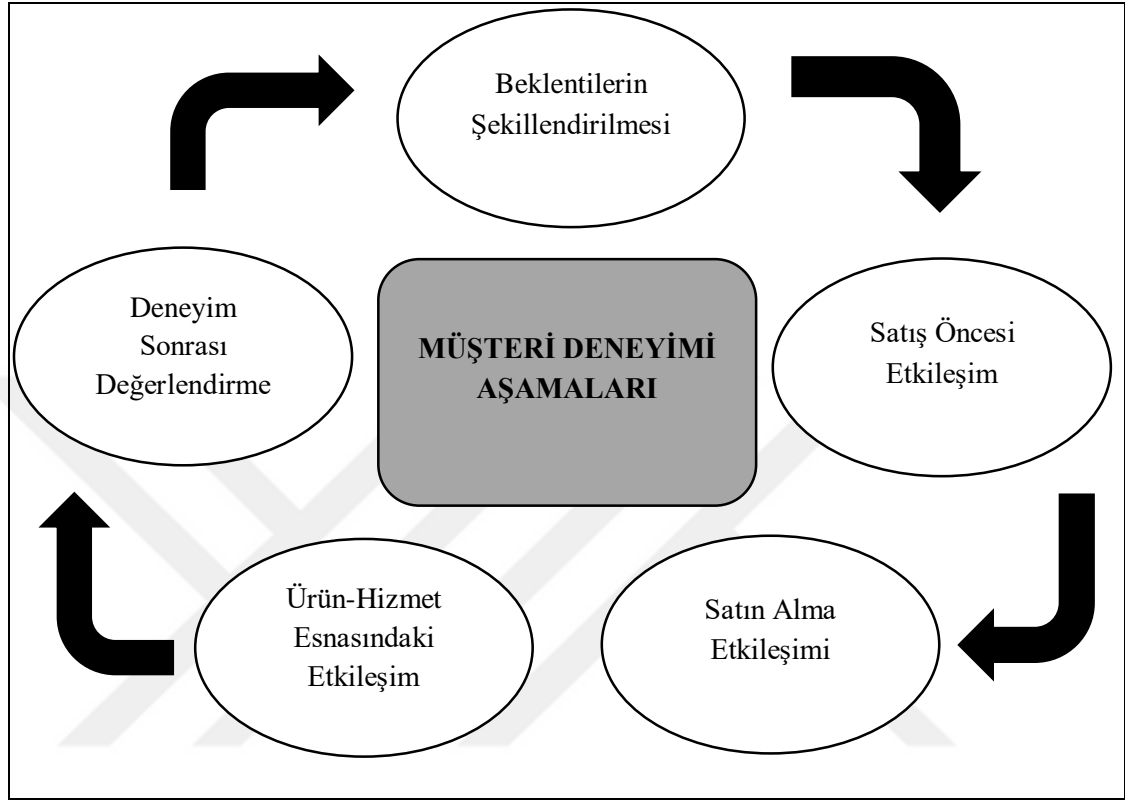 Beklentilerin
Şekillendirilmesi
Satış Öncesi
Etkileşim
Satın Alma
Etkileşimi
Ürün-Hizmet
Esnasındaki
Etkileşim
Deneyim
Sonrası
Değerlendirme
MÜŞTERİ DENEYİMİ
AŞAMALARI